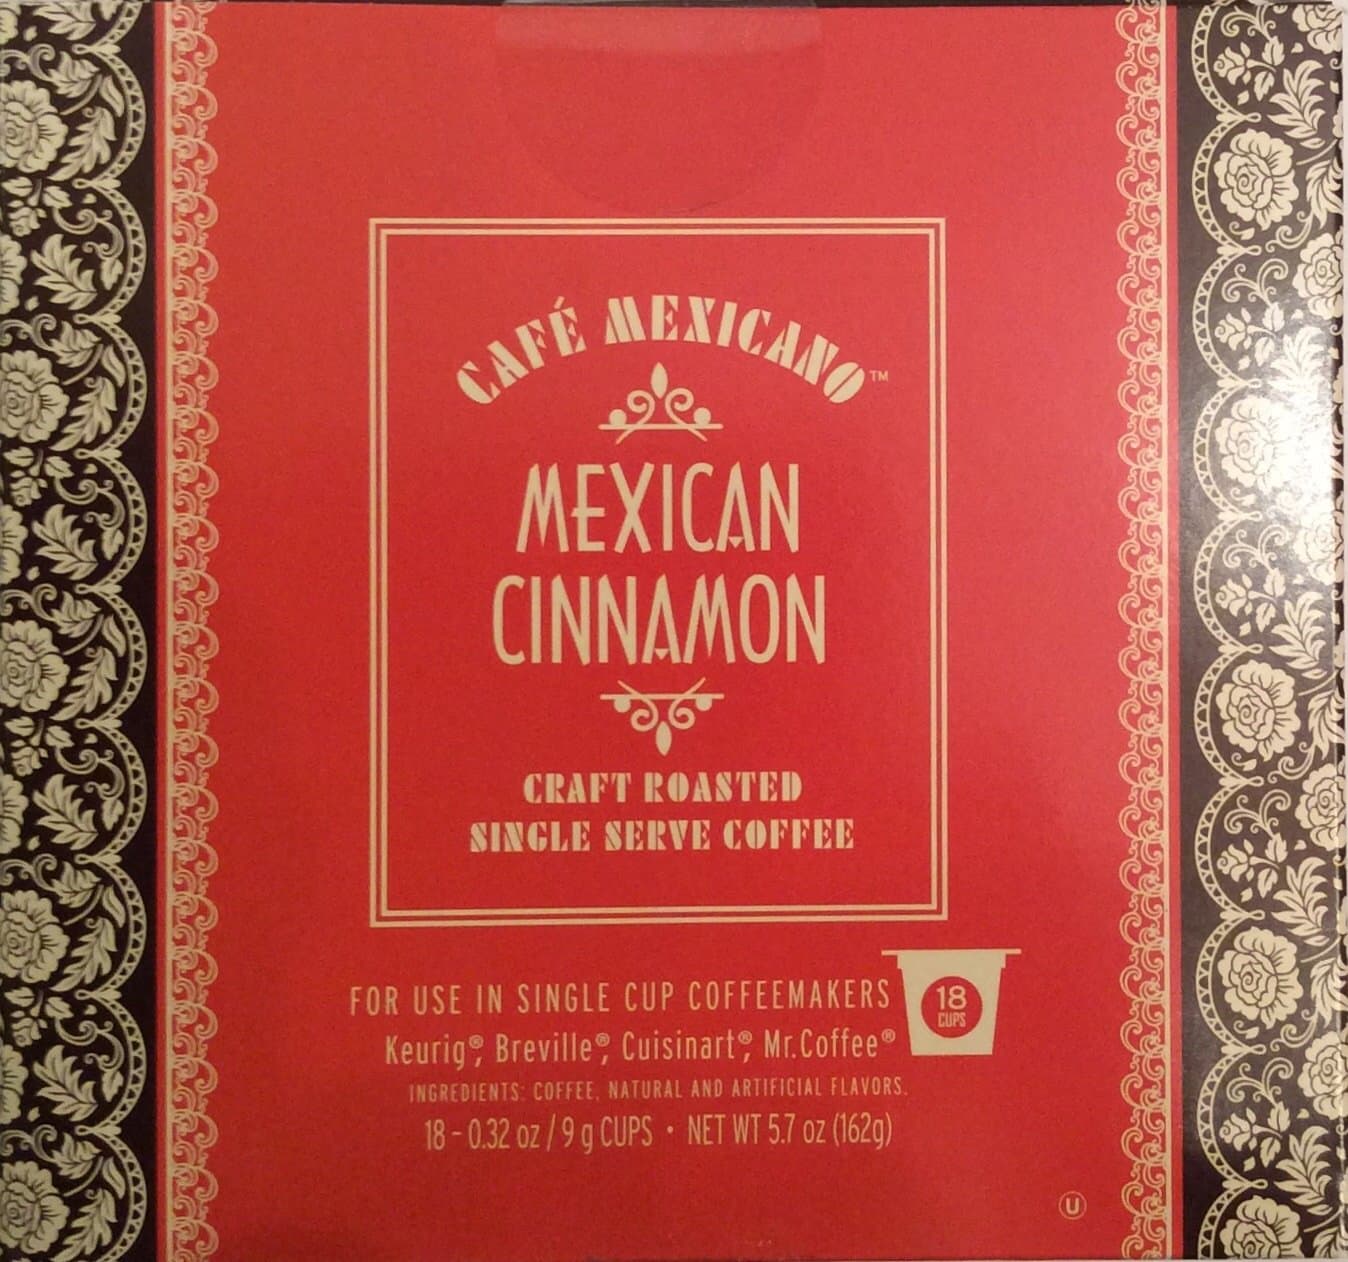 CAFÉ MEXICANO™
MEXICAN
CINNAMON
CRAFT ROASTED
SINGLE SERVE COFFEE
FOR USE IN SINGLE CUP COFFEEMAKERS
Keurig®, Breville®, Cuisinart®, Mr.Coffee®
18
CUPS
INGREDIENTS: COFFEE, NATURAL AND ARTIFICIAL FLAVORS.
18 - 0.32 oz / 9 g CUPS • NET WT 5.7 oz (162g)
U